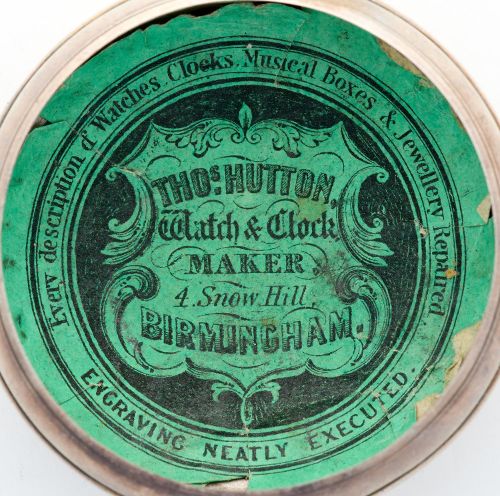 Every description of Watches Clocks, Musical Boxes & Jewellery Repaired.
THOS. HUTTON,
Watch & Clock
MAKER,
4. Snow Hill,
BIRMINGHAM.
ENGRAVING NEATLY EXECUTED.